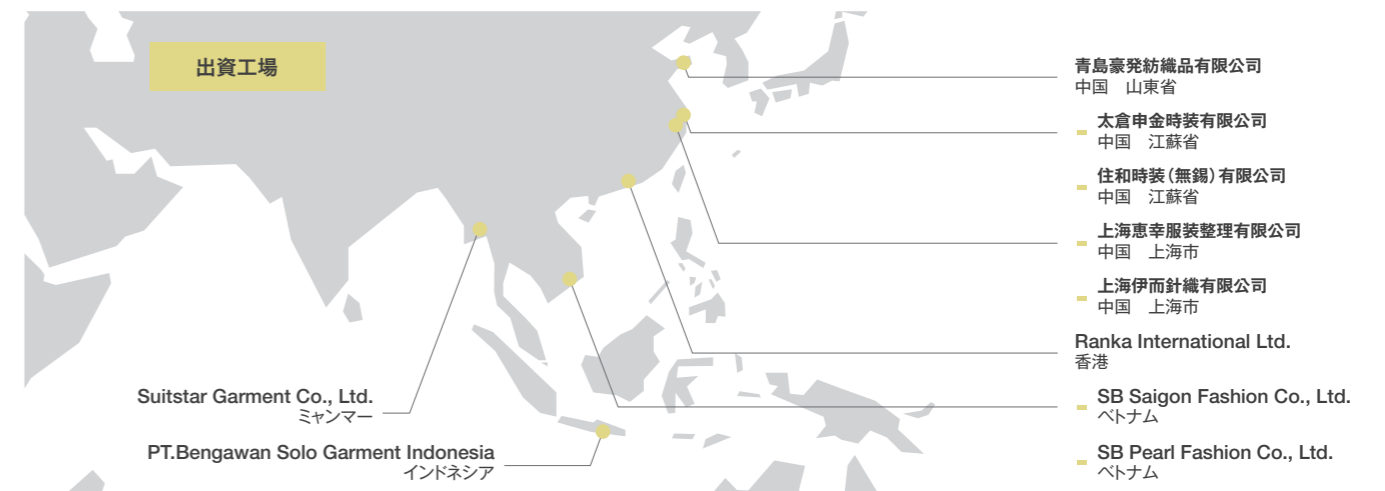 出資工場
青島豪発紡織品有限公司
中国　山東省
太倉申金時装有限公司
中国　江蘇省
住和時装（無錫）有限公司
中国　江蘇省
上海恵幸服装整理有限公司
中国　上海市
上海伊而針織有限公司
中国　上海市
Ranka International Ltd.
香港
SB Saigon Fashion Co., Ltd.
ベトナム
SB Pearl Fashion Co., Ltd.
ベトナム
Suitstar Garment Co., Ltd.
ミャンマー
PT.Bengawan Solo Garment Indonesia
インドネシア